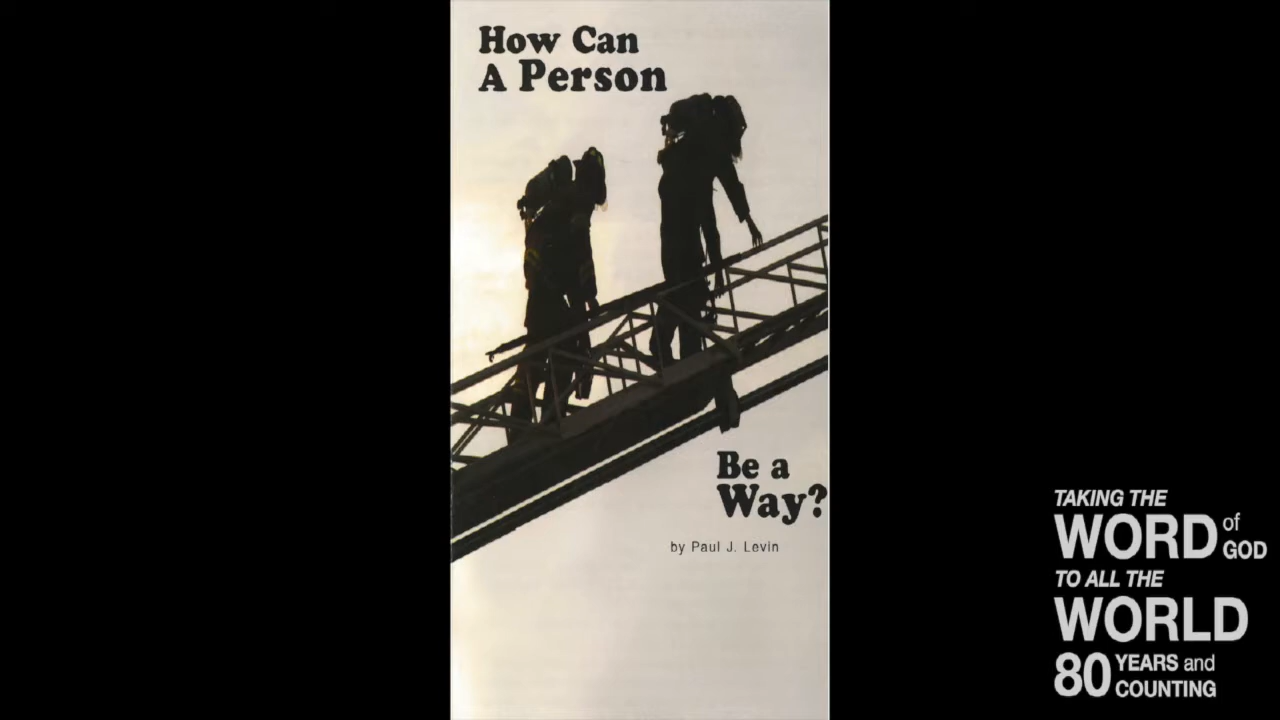 How Can
A Person
Be a
Way?
by Paul J. Levin
TAKING THE
WORD of GOD
TO ALL THE
WORLD
80 YEARS and
COUNTING